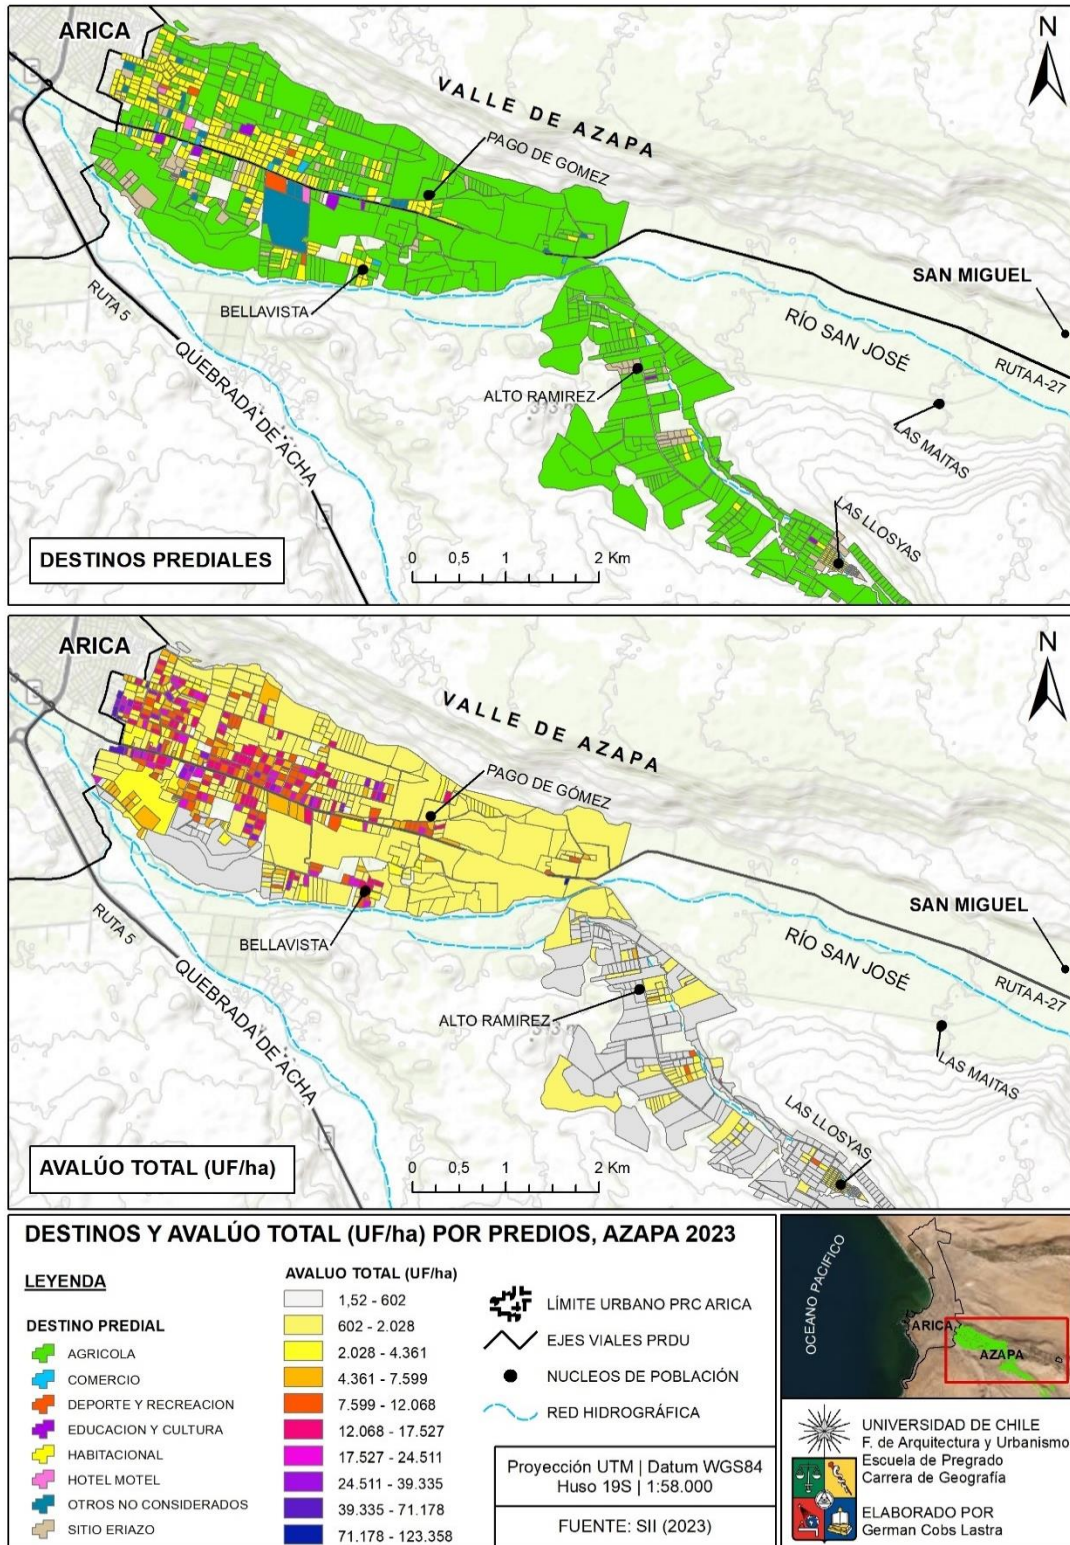 ARICA
N
VALLE DE AZAPA
PAGO DE GOMEZ
SAN MIGUEL
BELLAVISTA
RÍO SAN JOSÉ
RUTA 5
RUTA A-27
QUEBRADA DE ACHA
ALTO RAMIREZ
LAS MAITAS
LAS LLOSYAS
DESTINOS PREDIALES
0 0,5 1 2 Km
ARICA
N
VALLE DE AZAPA
PAGO DE GÓMEZ
SAN MIGUEL
BELLAVISTA
RÍO SAN JOSÉ
RUTA 5
RUTA A-27
QUEBRADA DE ACHA
ALTO RAMIREZ
LAS MAITAS
LAS LLOSYAS
AVALÚO TOTAL (UF/ha)
0 0,5 1 2 Km
DESTINOS Y AVALÚO TOTAL (UF/ha) POR PREDIOS, AZAPA 2023
LEYENDA
DESTINO PREDIAL
AGRICOLA
COMERCIO
DEPORTE Y RECREACION
EDUCACION Y CULTURA
HABITACIONAL
HOTEL MOTEL
OTROS NO CONSIDERADOS
SITIO ERIAZO
AVALUO TOTAL (UF/ha)
1,52 - 602
602 - 2.028
2.028 - 4.361
4.361 - 7.599
7.599 - 12.068
12.068 - 17.527
17.527 - 24.511
24.511 - 39.335
39.335 - 71.178
71.178 - 123.358
LÍMITE URBANO PRC ARICA
EJES VIALES PRDU
NUCLEOS DE POBLACIÓN
RED HIDROGRÁFICA
Proyección UTM | Datum WGS84
Huso 19S | 1:58.000
FUENTE: SII (2023)
OCEANO PACIFICO
ARICA
AZAPA
UNIVERSIDAD DE CHILE
F. de Arquitectura y Urbanismo
Escuela de Pregrado
Carrera de Geografía
ELABORADO POR
German Cobs Lastra